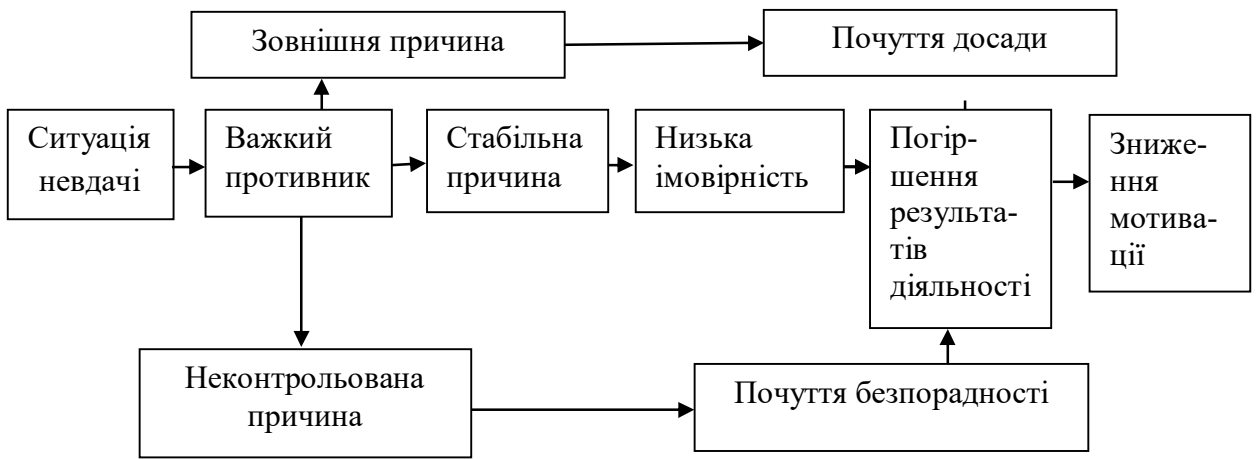 Зовнішня причина
Почуття досади
Ситуація
невдачі
Важкий
противник
Стабільна
причина
Низька
імовірність
Погір-
шення
результа-
тів
діяльності
Зниже-
ння
мотива-
ції
Неконтрольована
причина
Почуття безпорадності